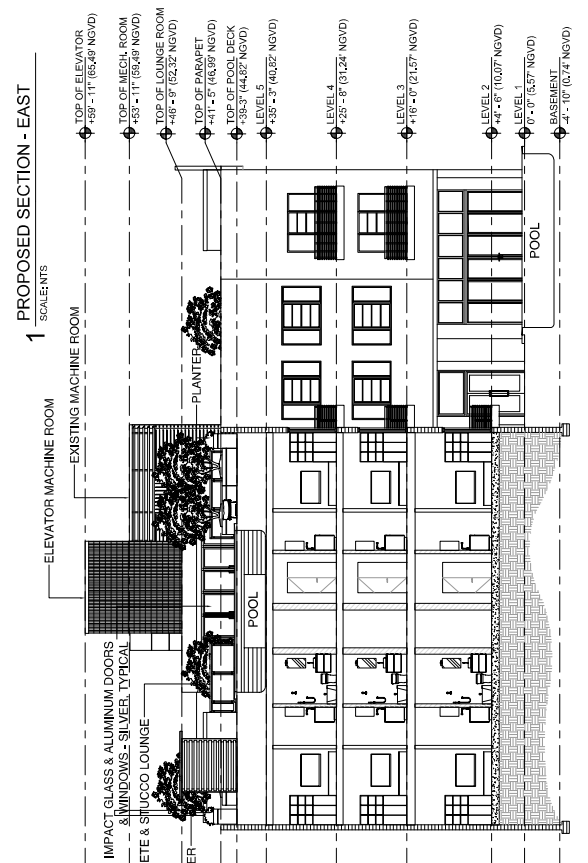 1 PROPOSED SECTION - EAST
SCALE: NTS
TOP OF ELEVATOR
+59' - 11" (65,49' NGVD)
TOP OF MECH. ROOM
+53' - 11" (59,49' NGVD)
TOP OF LOUNGE ROOM
+46' - 9" (52,32' NGVD)
TOP OF PARAPET
+41' - 5" (46,99' NGVD)
TOP OF POOL DECK
+39-3" (44,82' NGVD)
LEVEL 5
+35' - 3" (40,82' NGVD)
LEVEL 4
+25' - 8" (31,24' NGVD)
LEVEL 3
+16' - 0" (21,57' NGVD)
LEVEL 2
+4' - 6" (10,07' NGVD)
LEVEL 1
0' - 0" (5,57' NGVD)
BASEMENT
-4' - 10" (0,74' NGVD)
ELEVATOR MACHINE ROOM
EXISTING MACHINE ROOM
PLANTER
IMPACT GLASS & ALUMINUM DOORS
& WINDOWS - SILVER, TYPICAL
ETE & STUCCO LOUNGE
ER
POOL
POOL